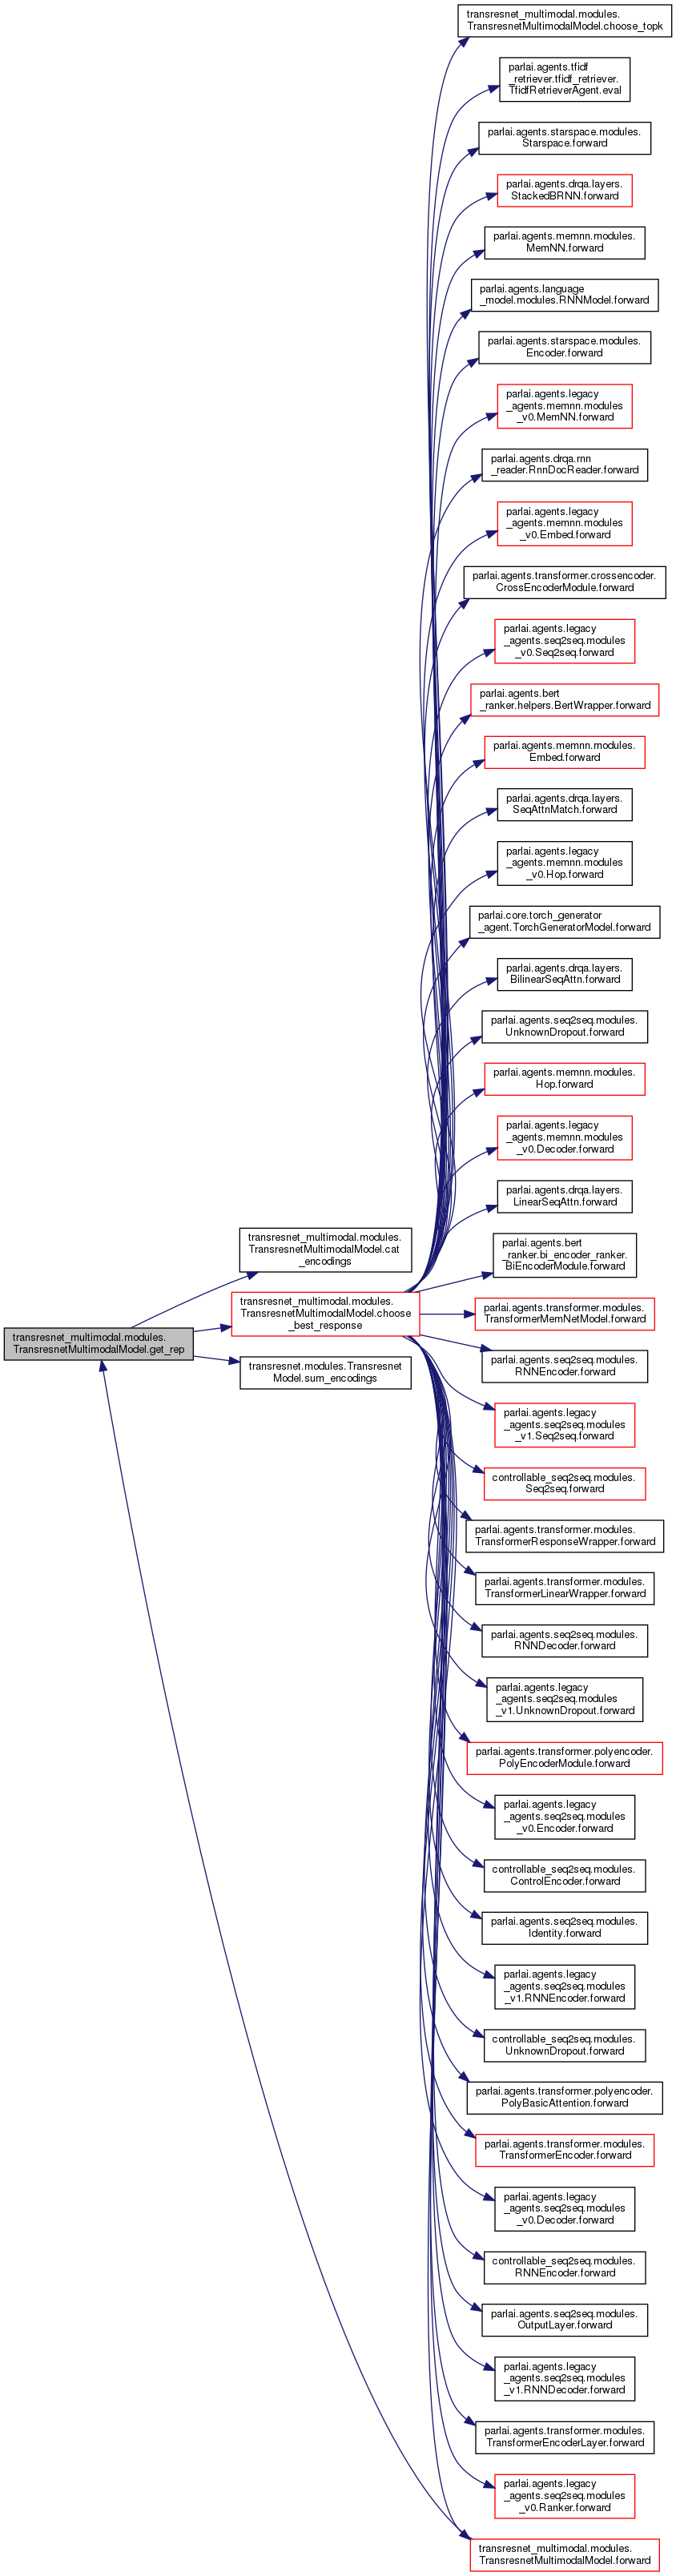 transresnet_multimodal.modules.
TransresnetMultimodalModel.choose_topk
parlai.agents.tfidf
_retriever.tfidf_retriever.
TfidfRetrieverAgent.eval
parlai.agents.starspace.modules.
Starspace.forward
parlai.agents.drqa.layers.
StackedBRNN.forward
parlai.agents.memnn.modules.
MemNN.forward
parlai.agents.language
_model.modules.RNNModel.forward
parlai.agents.starspace.modules.
Encoder.forward
parlai.agents.legacy
_agents.memnn.modules
_v0.MemNN.forward
parlai.agents.drqa.rnn
_reader.RnnDocReader.forward
parlai.agents.legacy
_agents.memnn.modules
_v0.Embed.forward
parlai.agents.transformer.crossencoder.
CrossEncoderModule.forward
parlai.agents.legacy
_agents.seq2seq.modules
_v0.Seq2seq.forward
parlai.agents.bert
_ranker.helpers.BertWrapper.forward
parlai.agents.memnn.modules.
Embed.forward
parlai.agents.drqa.layers.
SeqAttnMatch.forward
parlai.agents.legacy
_agents.memnn.modules
_v0.Hop.forward
parlai.core.torch_generator
_agent.TorchGeneratorModel.forward
parlai.agents.drqa.layers.
BilinearSeqAttn.forward
parlai.agents.seq2seq.modules.
UnknownDropout.forward
parlai.agents.memnn.modules.
Hop.forward
parlai.agents.legacy
_agents.memnn.modules
_v0.Decoder.forward
parlai.agents.drqa.layers.
LinearSeqAttn.forward
transresnet_multimodal.modules.
TransresnetMultimodalModel.cat
_encodings
parlai.agents.bert
_ranker.bi_encoder_ranker.
BiEncoderModule.forward
transresnet_multimodal.modules.
TransresnetMultimodalModel.choose
_best_response
parlai.agents.transformer.modules.
TransformerMemNetModel.forward
transresnet_multimodal.modules.
TransresnetMultimodalModel.get_rep
transresnet.modules.Transresnet
Model.sum_encodings
parlai.agents.seq2seq.modules.
RNNEncoder.forward
parlai.agents.legacy
_agents.seq2seq.modules
_v1.Seq2seq.forward
controllable_seq2seq.modules.
Seq2seq.forward
parlai.agents.transformer.modules.
TransformerResponseWrapper.forward
parlai.agents.transformer.modules.
TransformerLinearWrapper.forward
parlai.agents.seq2seq.modules.
RNNDecoder.forward
parlai.agents.legacy
_agents.seq2seq.modules
_v1.UnknownDropout.forward
parlai.agents.transformer.polyencoder.
PolyEncoderModule.forward
parlai.agents.legacy
_agents.seq2seq.modules
_v0.Encoder.forward
controllable_seq2seq.modules.
ControlEncoder.forward
parlai.agents.seq2seq.modules.
Identity.forward
parlai.agents.legacy
_agents.seq2seq.modules
_v1.RNNEncoder.forward
controllable_seq2seq.modules.
UnknownDropout.forward
parlai.agents.transformer.polyencoder.
PolyBasicAttention.forward
parlai.agents.transformer.modules.
TransformerEncoder.forward
parlai.agents.legacy
_agents.seq2seq.modules
_v0.Decoder.forward
controllable_seq2seq.modules.
RNNEncoder.forward
parlai.agents.seq2seq.modules.
OutputLayer.forward
parlai.agents.legacy
_agents.seq2seq.modules
_v1.RNNDecoder.forward
parlai.agents.transformer.modules.
TransformerEncoderLayer.forward
parlai.agents.legacy
_agents.seq2seq.modules
_v0.Ranker.forward
transresnet_multimodal.modules.
TransresnetMultimodalModel.forward